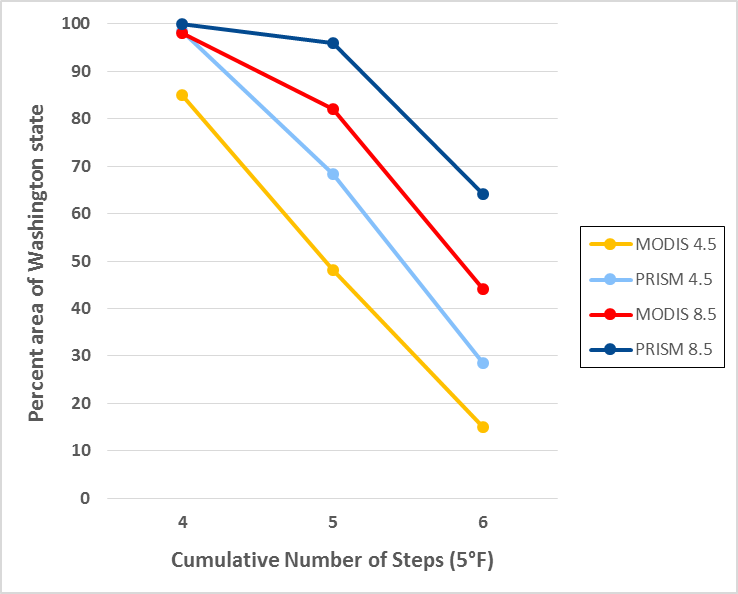 100
90
80
70
60
50
40
30
20
10
0
Percent area of Washington state
4 5 6
Cumulative Number of Steps (5°F)
MODIS 4.5
PRISM 4.5
MODIS 8.5
PRISM 8.5